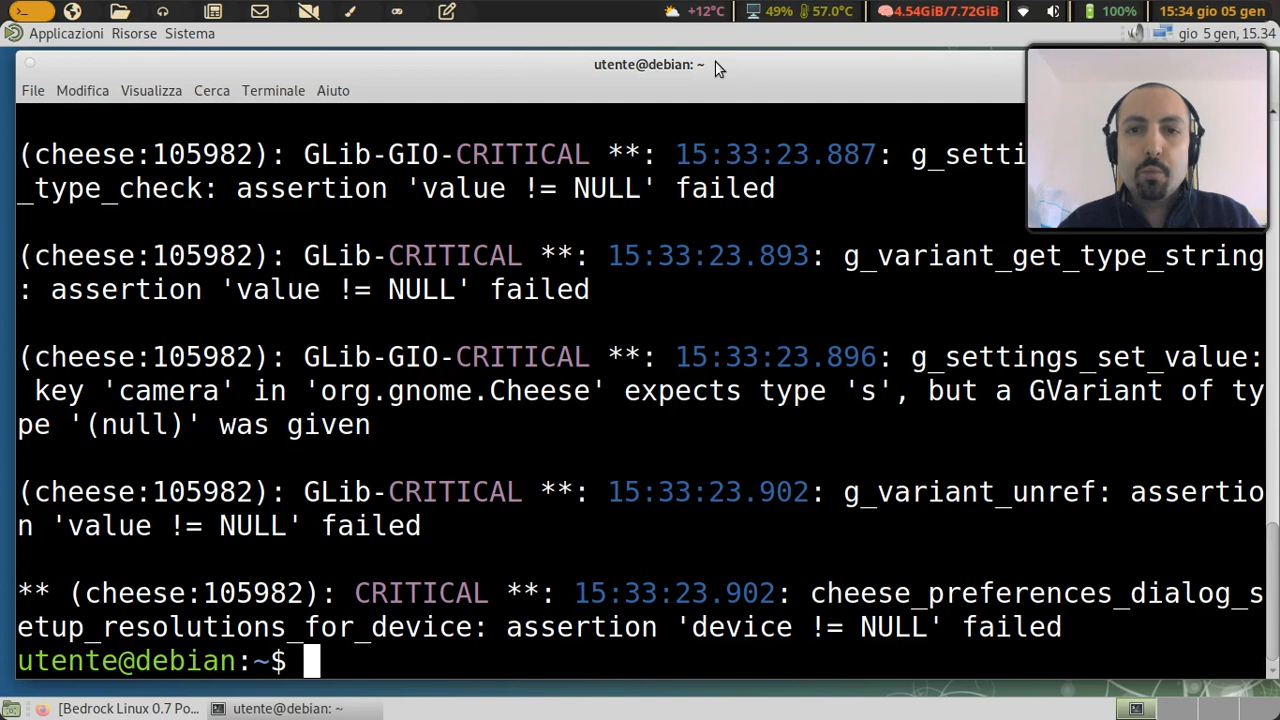 +12°C 49% 57.0°C 4.54GiB/7.72GiB 100% 15:34 gio 05 gen
Applicazioni Risorse Sistema gio 5 gen, 15.34
utente@debian: ~
File Modifica Visualizza Cerca Terminale Aiuto
(cheese:105982): GLib-GIO-CRITICAL **: 15:33:23.887: g_setti
_type_check: assertion 'value != NULL' failed
(cheese:105982): GLib-CRITICAL **: 15:33:23.893: g_variant_get_type_string
: assertion 'value != NULL' failed
(cheese:105982): GLib-GIO-CRITICAL **: 15:33:23.896: g_settings_set_value:
 key 'camera' in 'org.gnome.Cheese' expects type 's', but a GVariant of ty
pe '(null)' was given
(cheese:105982): GLib-CRITICAL **: 15:33:23.902: g_variant_unref: assertio
n 'value != NULL' failed
** (cheese:105982): CRITICAL **: 15:33:23.902: cheese_preferences_dialog_s
etup_resolutions_for_device: assertion 'device != NULL' failed
utente@debian:~$
[Bedrock Linux 0.7 Po... utente@debian: ~